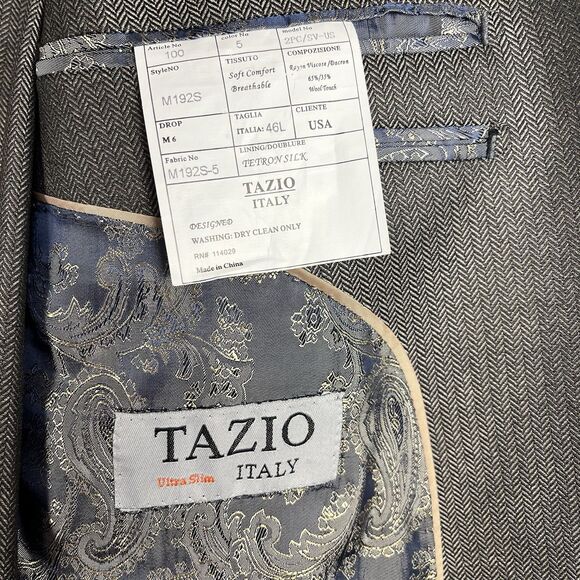 Article No color No model No
100 5 2PC/SV-US
StyleNO TISSUTO COMPOZIONE
M192S Soft Comfort Breathable Rayon Viscose/Dacron
65%/35%
Wool Touch
DROP TAGLIA CLIENTE
M6 ITALIA: 46L USA
Fabric No LINING/DOUBLURE
M192S-5 TETRON SILK
TAZIO
ITALY
DESIGNED
WASHING: DRY CLEAN ONLY
RN# 114029
Made in China
TAZIO
Ultra Slim ITALY